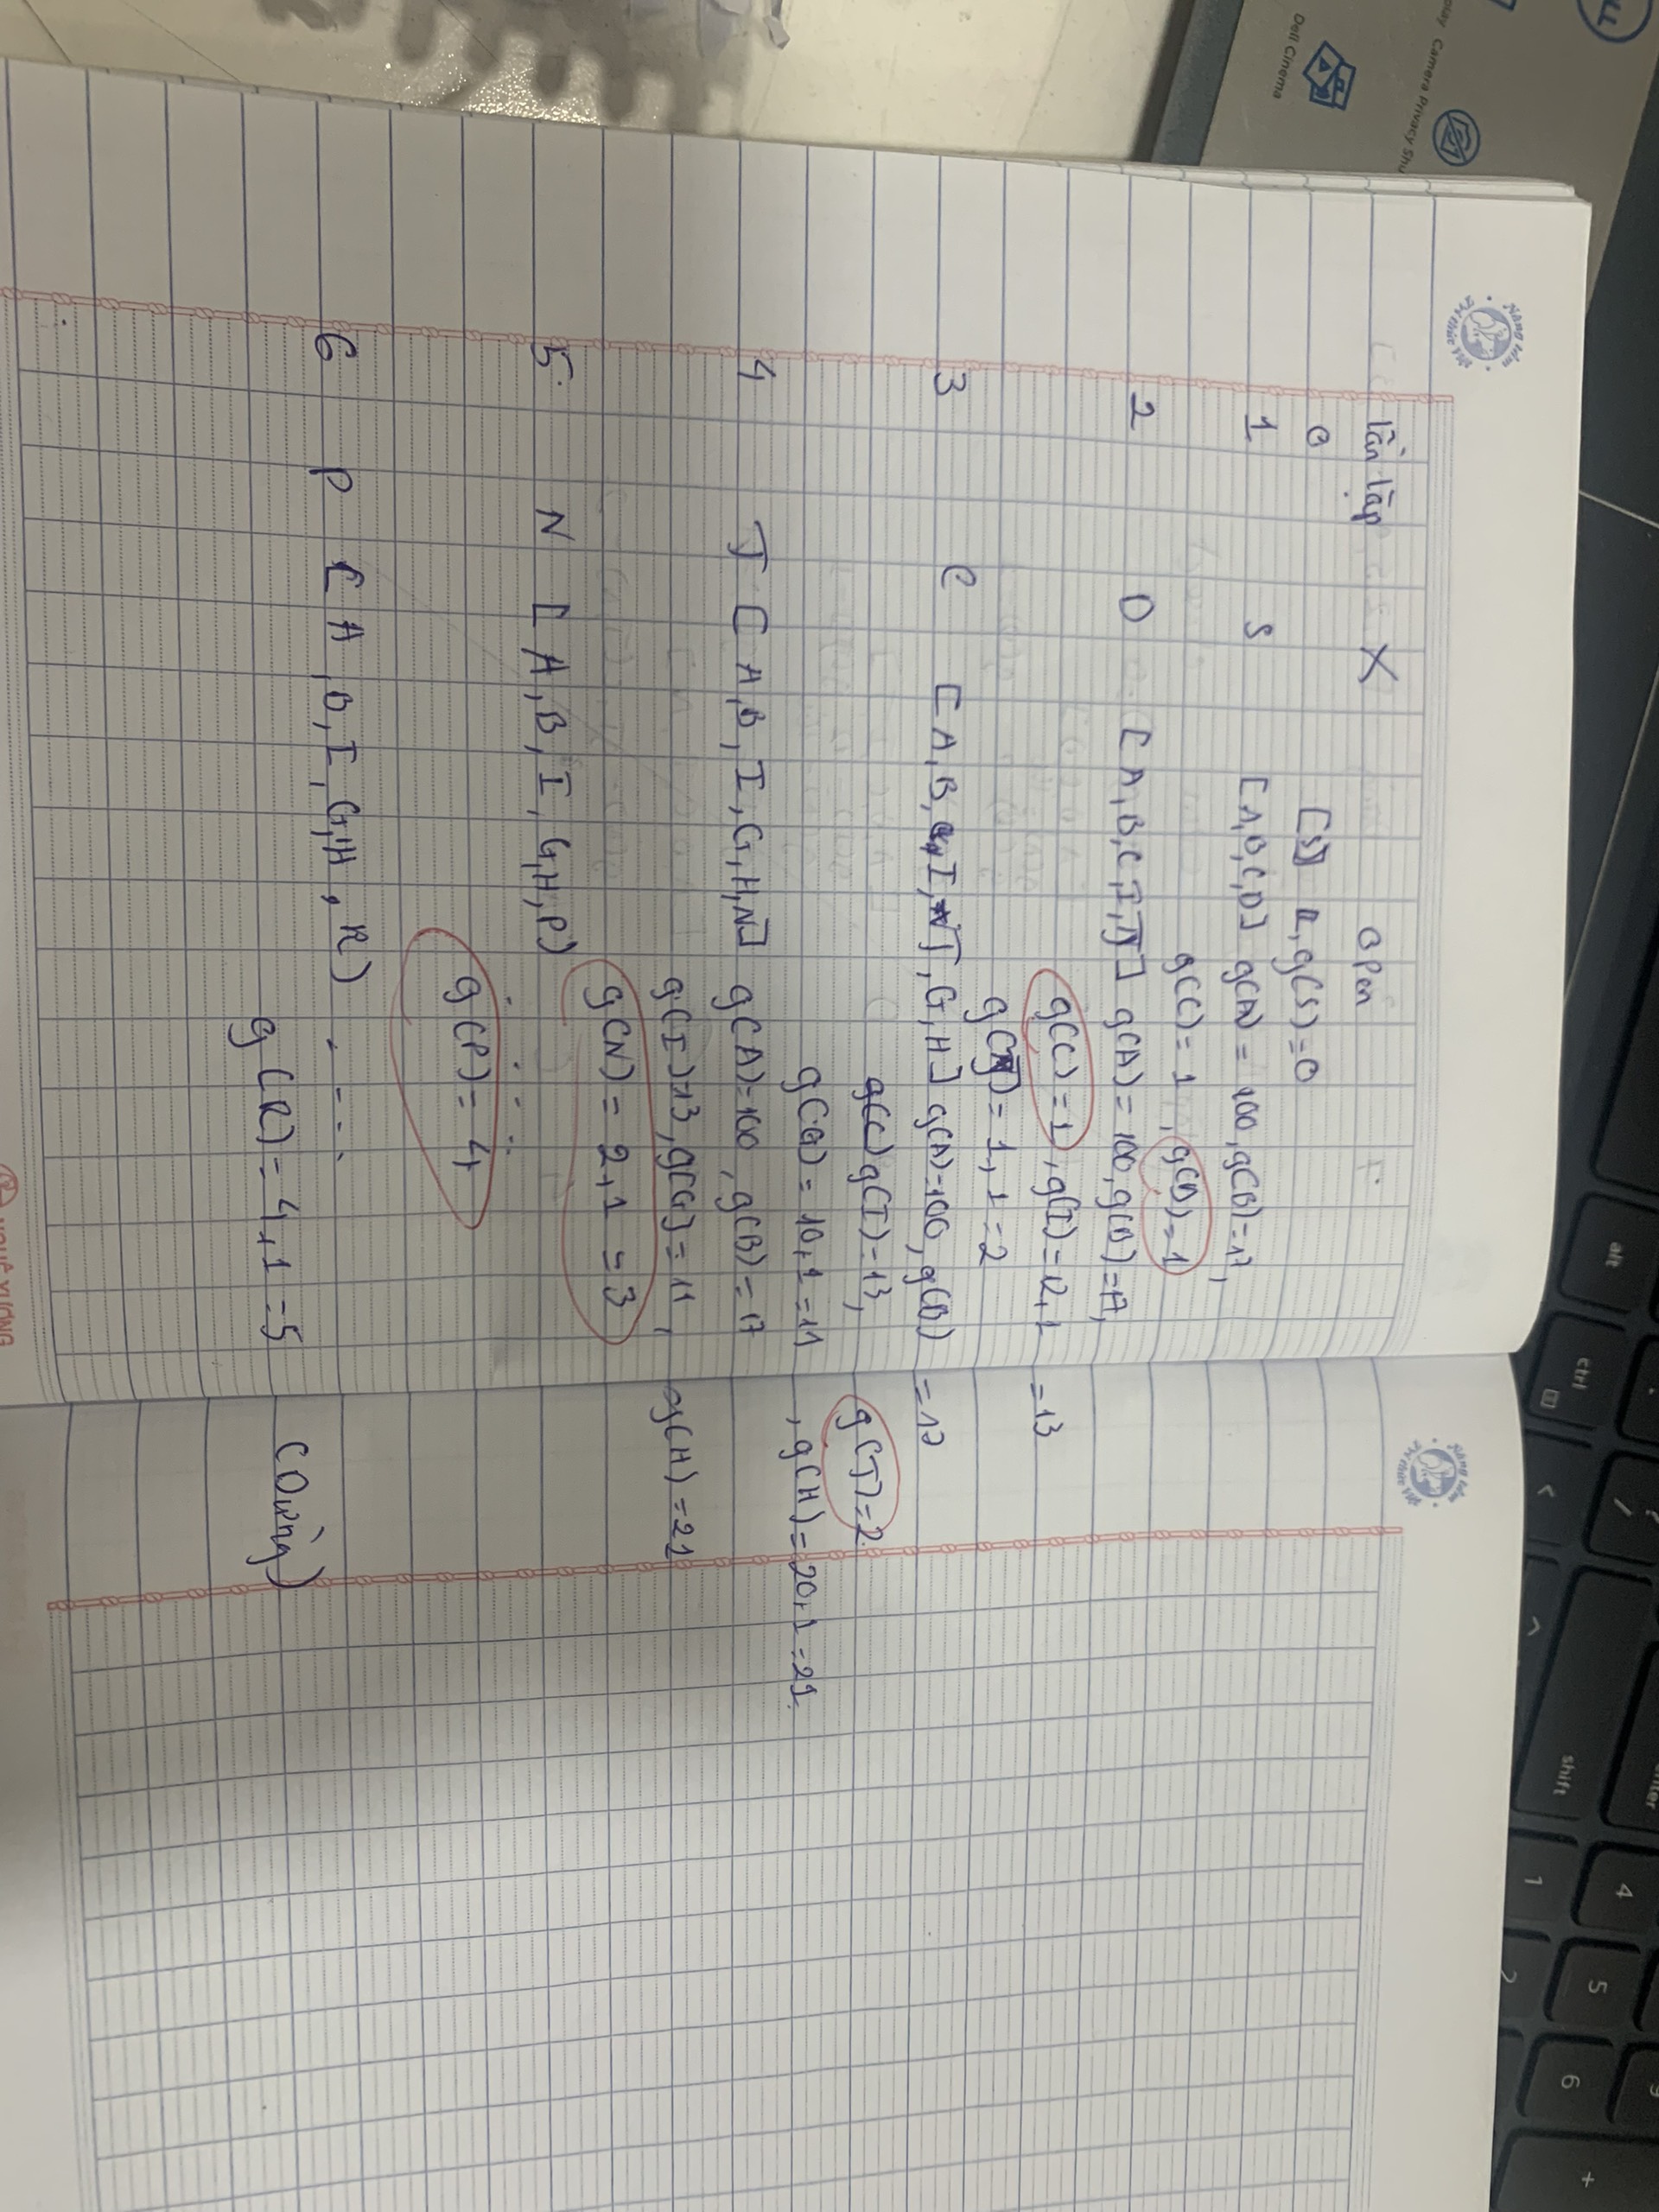 alt
ctrl
shift
enter
?
/
<
^
4
5
6
9
+
1
2
Camera Privacy Shu
Dell Cinema
Nâng tầm
Tri thức Việt
Nâng tầm
Tri thức Việt
lần lặp X Open
0 [S] , g(S)=0
1 S [A,B,C,D] g(A) = 100, g(B)=17,
g(C)= 1 , g(D)=1
2 D [A,B,C,I,J] g(A)= 100, g(B)=17,
g(C)=1, g(I)=12+1 =13
g(J)= 1+1=2
3 C [A,B,I,J,G,H] g(A)=100, g(B) =17
g(C) g(I)=13, g(J)=2
g(G)= 10+1=11 , g(H)=20+1=21.
4 J [A,B,I,G,H,N] g(A)=100, g(B)=17
g(I)=13, g(G)=11, g(H)=21
g(N)= 2+1 =3
5 N [A,B,I,G,H,P)
. . . . . .
g(P)= 4
6 P [A,B,I,G,H,R) . - - -
g(R)= 4+1=5 (Dừng)